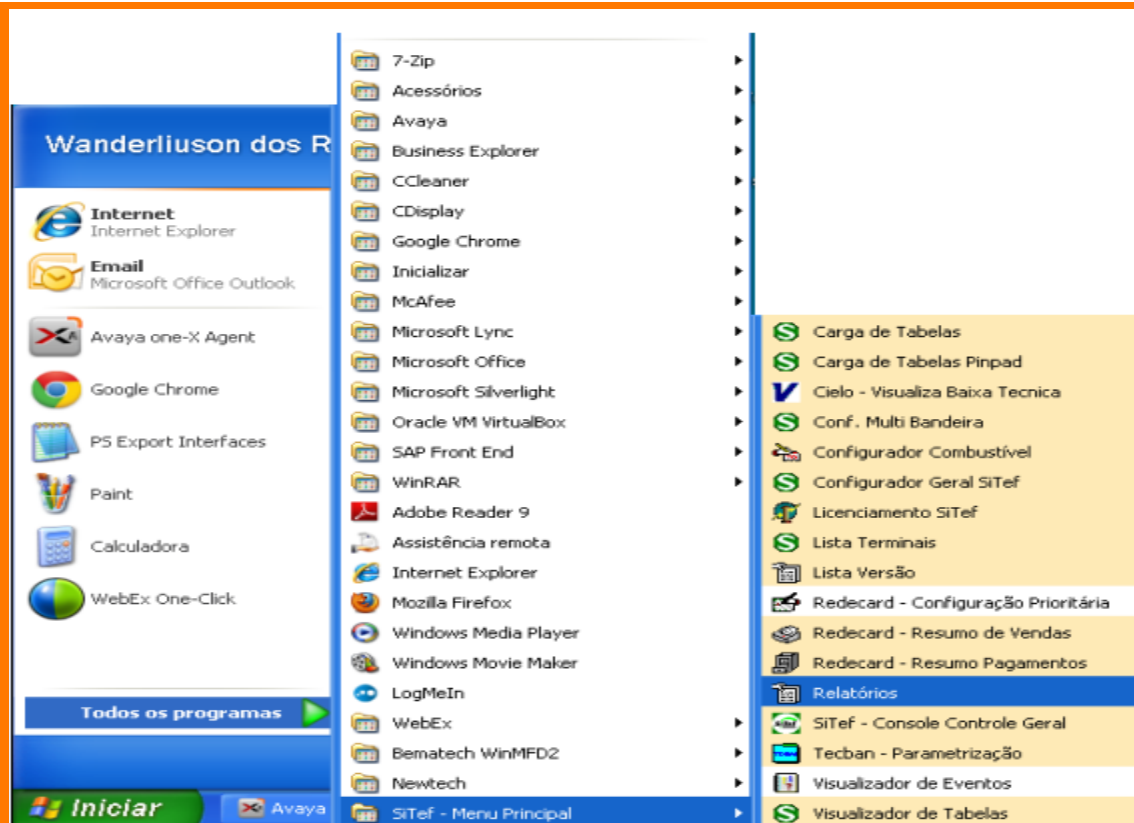 Wanderliuson dos R
Internet
Internet Explorer
Email
Microsoft Office Outlook
Avaya one-X Agent
Google Chrome
PS Export Interfaces
Paint
Calculadora
WebEx One-Click
Todos os programas
Iniciar
Avaya
7-Zip
Acessórios
Avaya
Business Explorer
CCleaner
CDisplay
Google Chrome
Inicializar
McAfee
Microsoft Lync
Microsoft Office
Microsoft Silverlight
Oracle VM VirtualBox
SAP Front End
WinRAR
Adobe Reader 9
Assistência remota
Internet Explorer
Mozilla Firefox
Windows Media Player
Windows Movie Maker
LogMeIn
WebEx
Bematech WinMFD2
Newtech
SiTef - Menu Principal
Carga de Tabelas
Carga de Tabelas Pinpad
Cielo - Visualiza Baixa Tecnica
Conf. Multi Bandeira
Configurador Combustível
Configurador Geral SiTef
Licenciamento SiTef
Lista Terminais
Lista Versão
Redecard - Configuração Prioritária
Redecard - Resumo de Vendas
Redecard - Resumo Pagamentos
Relatórios
SiTef - Console Controle Geral
Tecban - Parametrização
Visualizador de Eventos
Visualizador de Tabelas